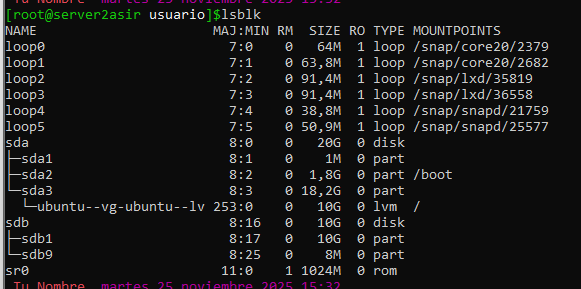 Tu Nombre martes 25 noviembre 2025 15:32
[root@server2asir usuario]$lsblk
NAME                      MAJ:MIN RM  SIZE RO TYPE MOUNTPOINTS
loop0                       7:0    0   64M  1 loop /snap/core20/2379
loop1                       7:1    0 63,8M  1 loop /snap/core20/2682
loop2                       7:2    0 91,4M  1 loop /snap/lxd/35819
loop3                       7:3    0 91,4M  1 loop /snap/lxd/36558
loop4                       7:4    0 38,8M  1 loop /snap/snapd/21759
loop5                       7:5    0 50,9M  1 loop /snap/snapd/25577
sda                         8:0    0   20G  0 disk
├─sda1                      8:1    0    1M  0 part
├─sda2                      8:2    0  1,8G  0 part /boot
└─sda3                      8:3    0 18,2G  0 part
  └─ubuntu--vg-ubuntu--lv 253:0    0   10G  0 lvm  /
sdb                         8:16   0   10G  0 disk
├─sdb1                      8:17   0   10G  0 part
└─sdb9                      8:25   0    8M  0 part
sr0                        11:0    1 1024M  0 rom
Tu Nombre martes 25 noviembre 2025 15:32